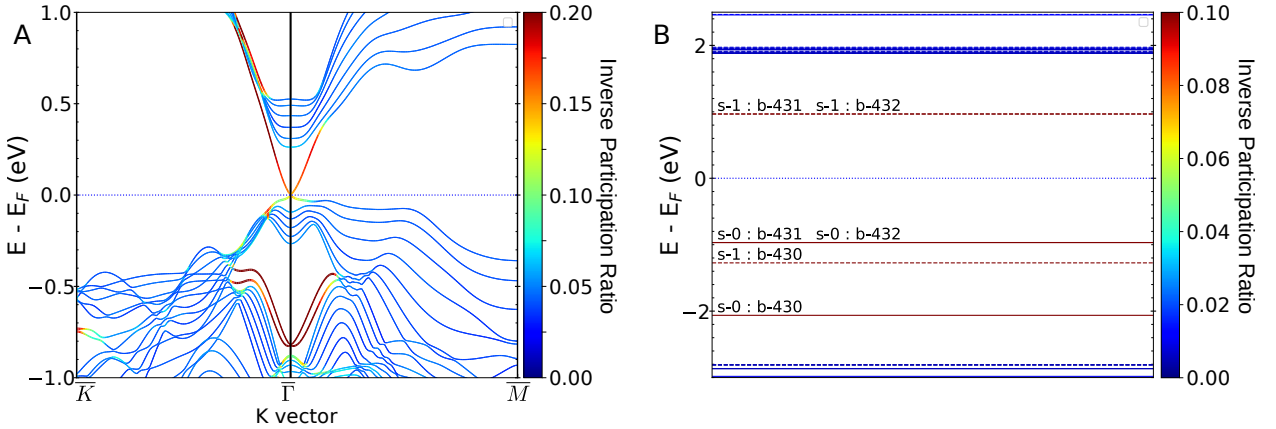 A
E - E_F (eV)
1.0
0.5
0.0
−0.5
−1.0
K̅
Γ̅
M̅
K vector
0.20
0.15
0.10
0.05
0.00
Inverse Participation Ratio
B
E - E_F (eV)
2
0
−2
s-1 : b-431 s-1 : b-432
s-0 : b-431 s-0 : b-432
s-1 : b-430
s-0 : b-430
0.10
0.08
0.06
0.04
0.02
0.00
Inverse Participation Ratio